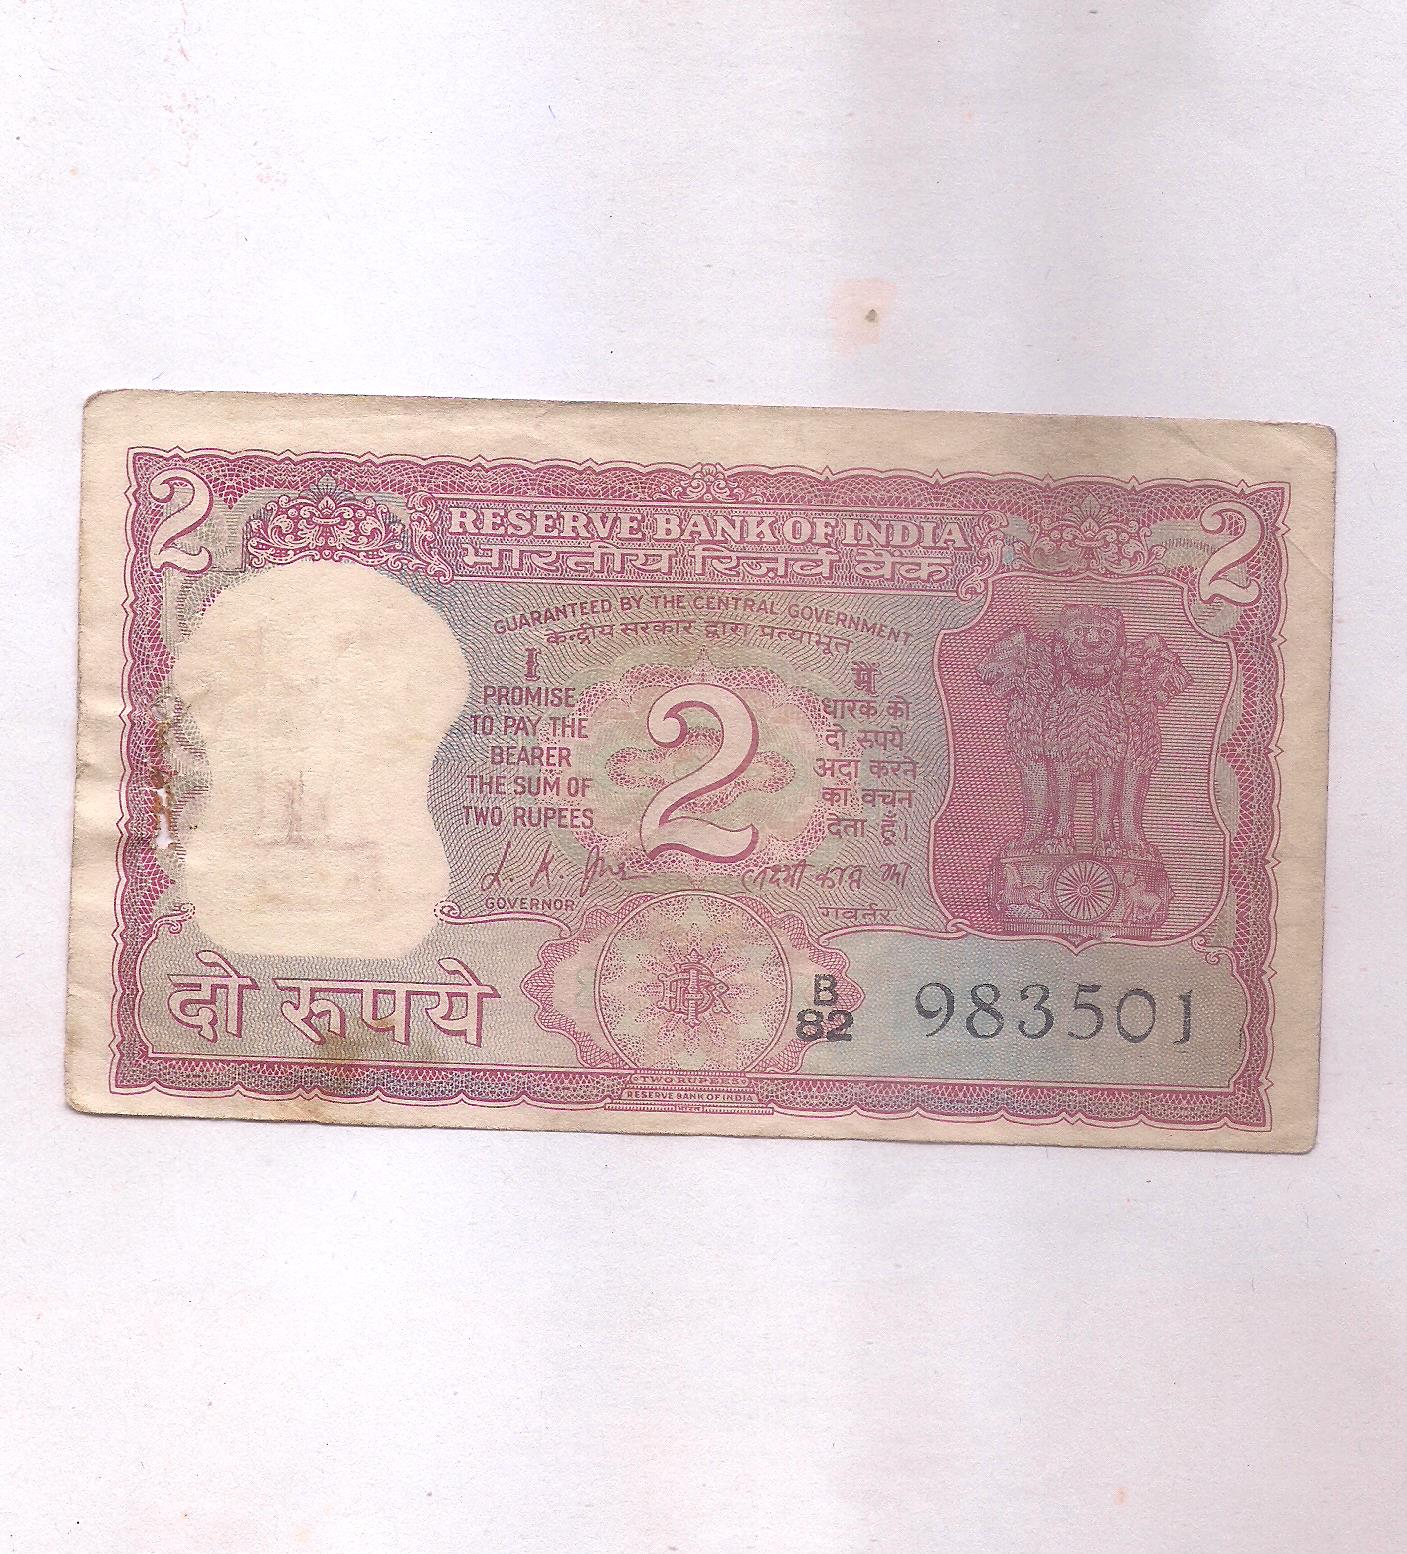 2
2
RESERVE BANK OF INDIA
भारतीय रिज़र्व बैंक
GUARANTEED BY THE CENTRAL GOVERNMENT
केन्द्रीय सरकार द्वारा प्रत्याभूत
I
PROMISE
TO PAY THE
BEARER
THE SUM OF
TWO RUPEES
2
मैं
धारक को
दो रुपये
अदा करने
का वचन
देता हूँ।
L. K. Jha
GOVERNOR
लक्ष्मी कान्त झा
गवर्नर
दो रूपये
B
82
983501
TWO RUPEES
RESERVE BANK OF INDIA